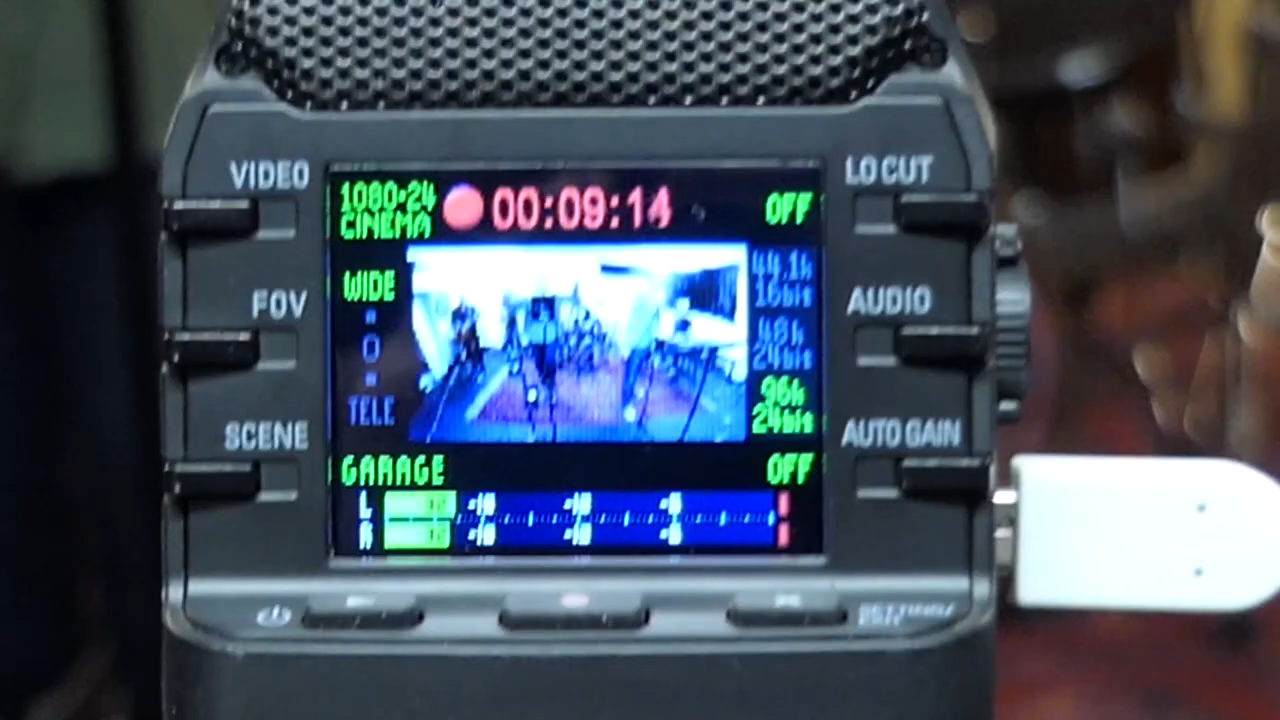 VIDEO
LO CUT
1080·24
CINEMA
00:09:14
OFF
FOV
WIDE
TELE
44.1k
16bit
48k
24bit
96k
24bit
AUDIO
SCENE
AUTO GAIN
GARAGE
OFF
L
R